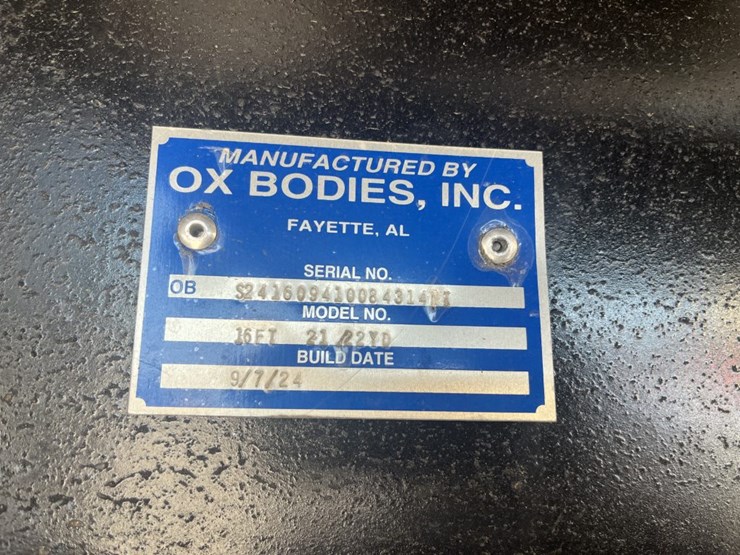 MANUFACTURED BY
OX BODIES, INC.
FAYETTE, AL
SERIAL NO.
OB
MODEL NO.
16FT 21/22YD
BUILD DATE
9/7/24